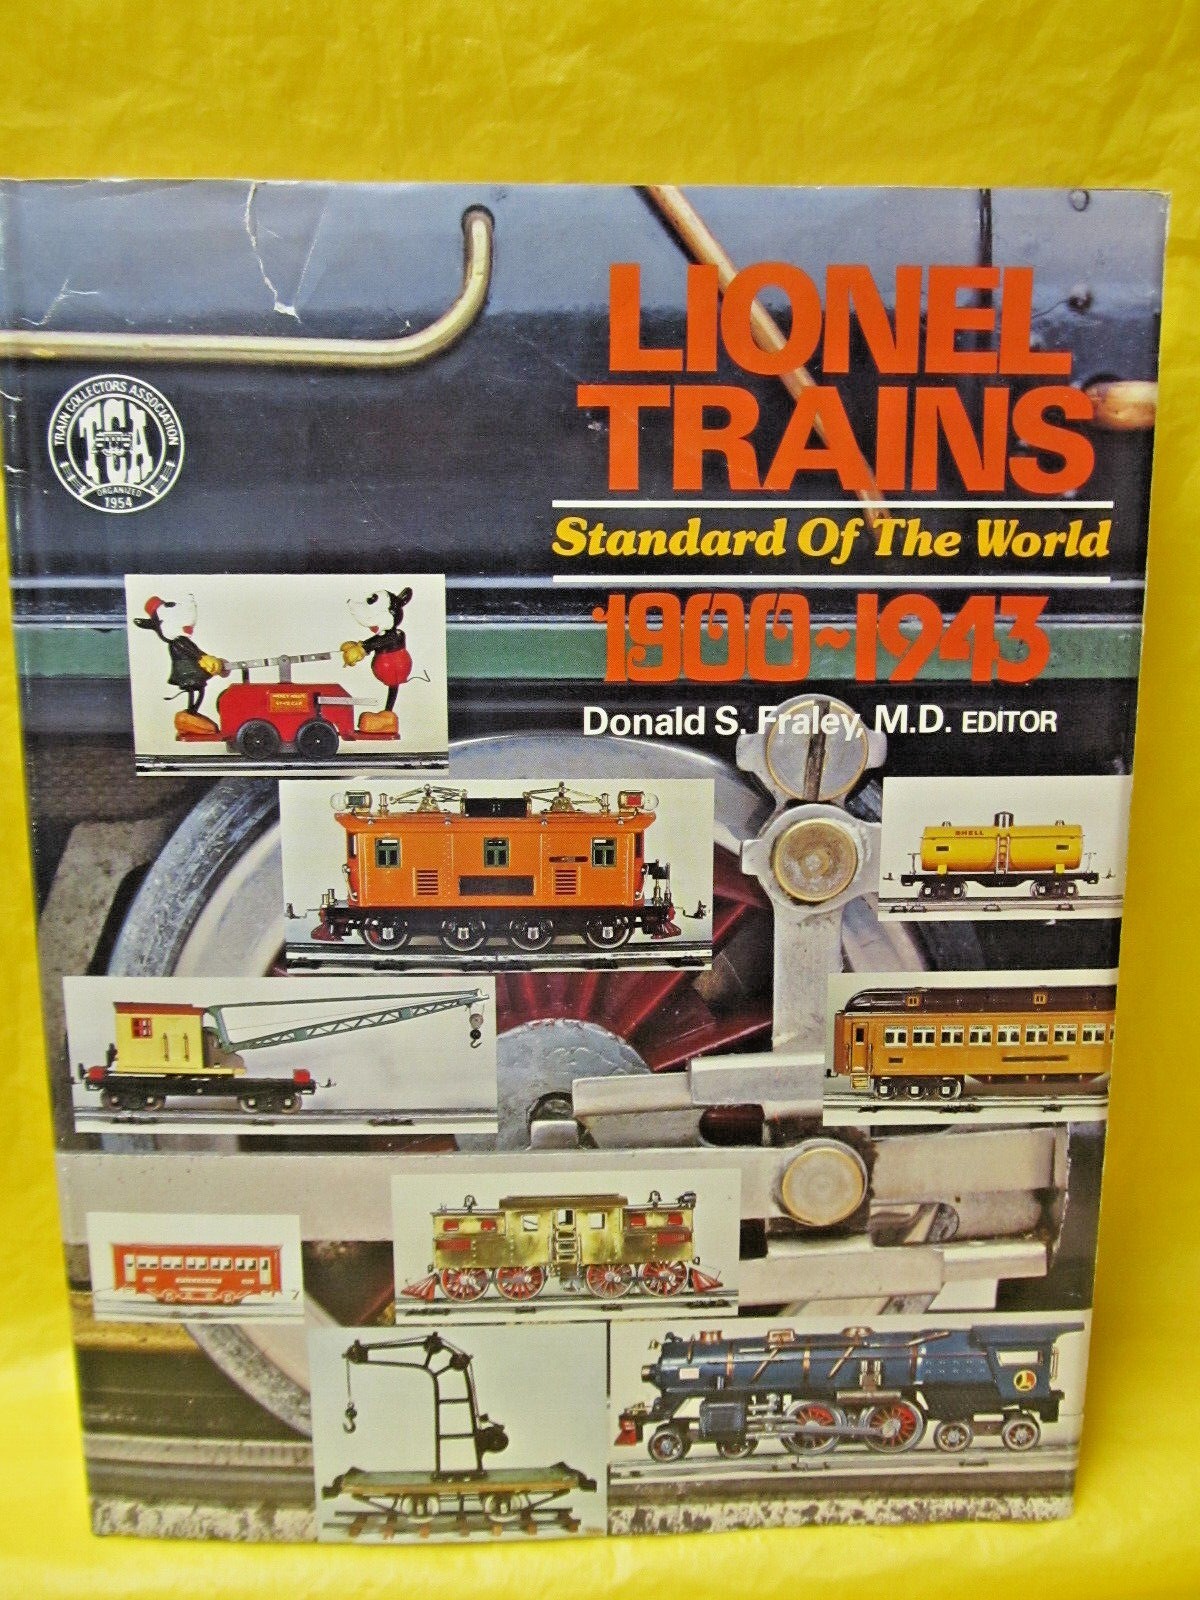 LIONEL
TRAINS
Standard Of The World
1900~1943
Donald S. Fraley, M.D. EDITOR
TRAIN COLLECTORS ASSOCIATION
TCA
ORGANIZED
1954
SHELL